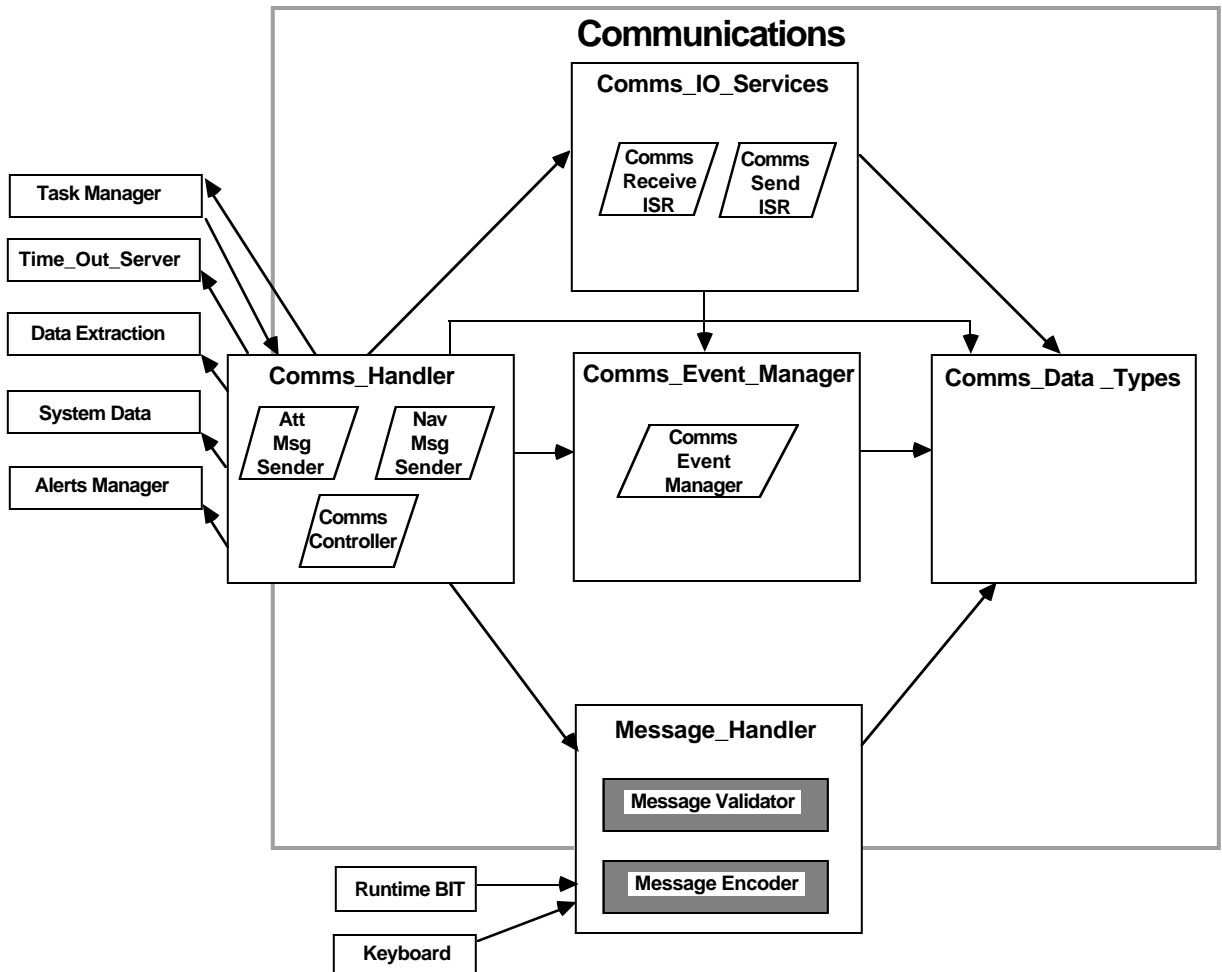 Communications
Comms_IO_Services
Comms
Receive
ISR
Comms
Send
ISR
Task Manager
Time_Out_Server
Data Extraction
System Data
Alerts Manager
Comms_Handler
Att
Msg
Sender
Nav
Msg
Sender
Comms
Controller
Comms_Event_Manager
Comms
Event
Manager
Comms_Data _Types
Message_Handler
Message Validator
Message Encoder
Runtime BIT
Keyboard